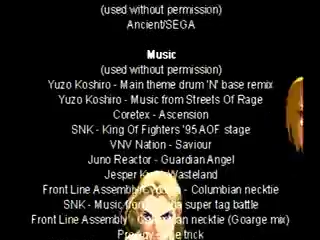 (used without permission)
Ancient/SEGA
Music
(used without permission)
Yuzo Koshiro - Main theme drum 'N' base remix
Yuzo Koshiro - Music from Streets Of Rage
Coretex - Ascension
SNK - King Of Fighters '95 AOF stage
VNV Nation - Saviour
Juno Reactor - Guardian Angel
Jesper Wasteland
Front Line Assembly - Columbian necktie
SNK - Music super tag battle
Front Line Assembly - necktie (Goarge mix)
trick